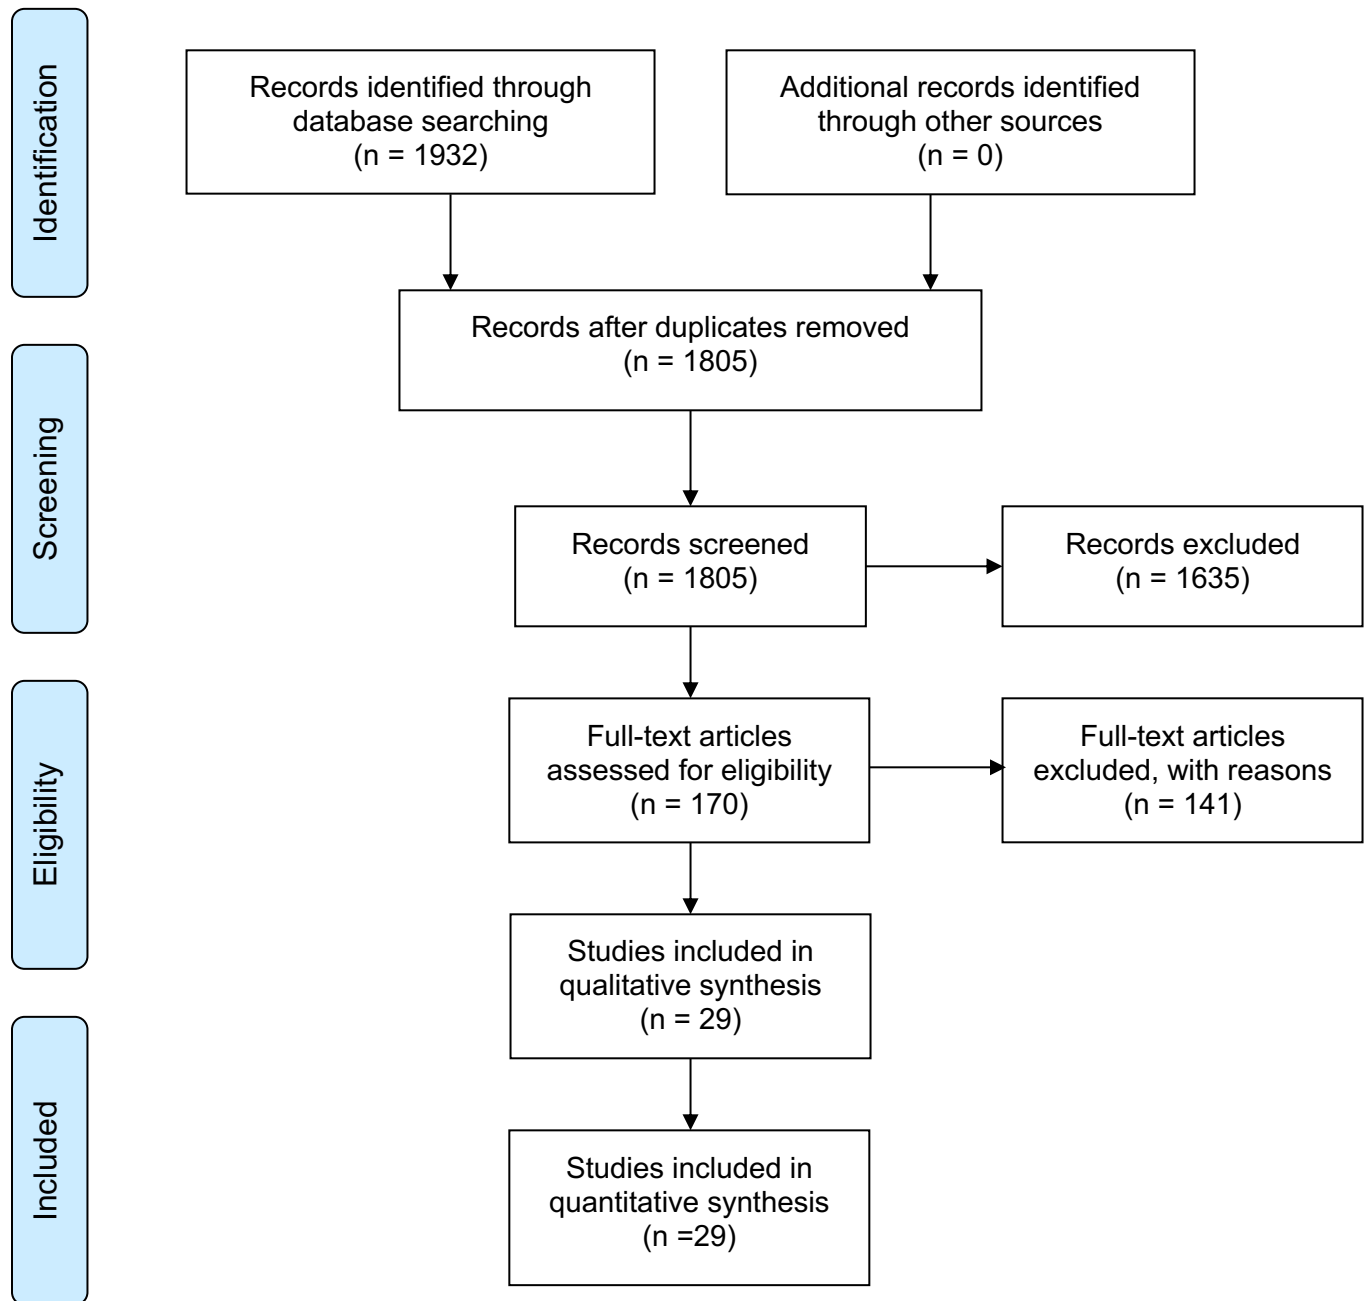 Identification
Records identified through
database searching
(n = 1932)
Additional records identified
through other sources
(n = 0)
Records after duplicates removed
(n = 1805)
Screening
Records screened
(n = 1805)
Records excluded
(n = 1635)
Eligibility
Full-text articles
assessed for eligibility
(n = 170)
Full-text articles
excluded, with reasons
(n = 141)
Studies included in
qualitative synthesis
(n = 29)
Included
Studies included in
quantitative synthesis
(n =29)